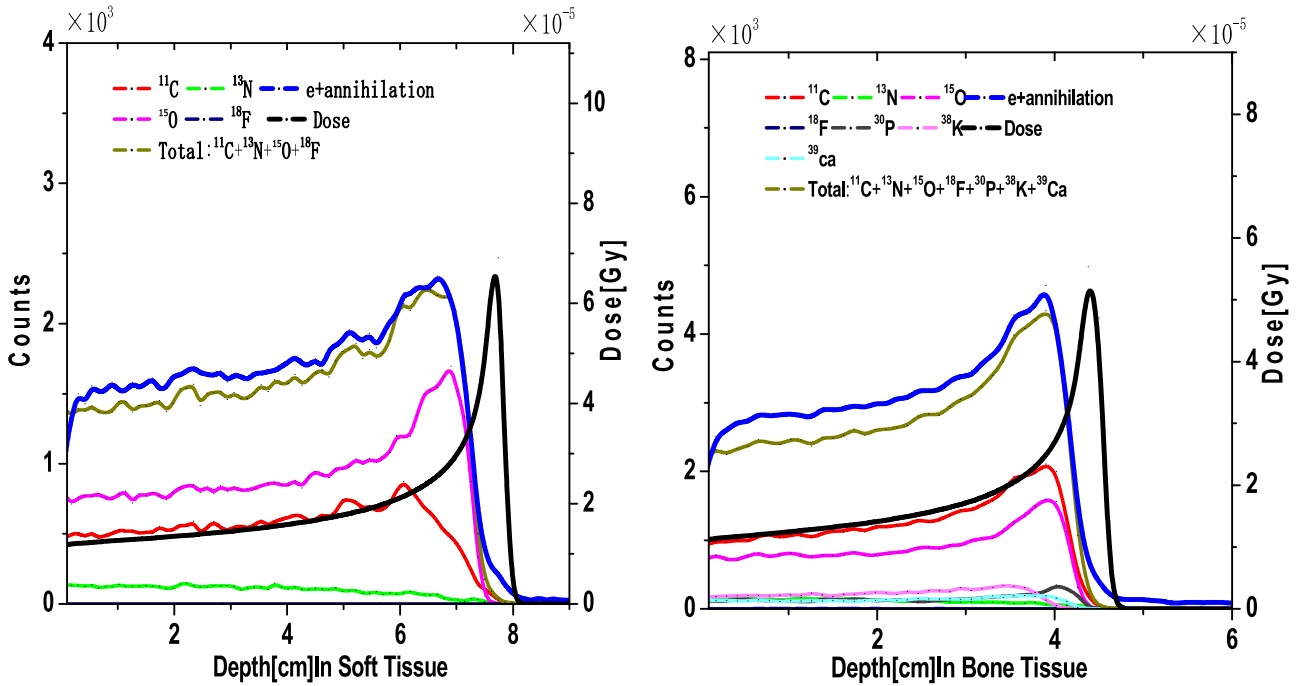 ×10³ ×10⁻⁵
4
3
2
1
0
10
8
6
4
2
0
¹¹C ¹³N e+annihilation
¹⁵O ¹⁸F Dose
Total:¹¹C+¹³N+¹⁵O+¹⁸F
Counts
Dose[Gy]
2 4 6 8
Depth[cm]In Soft Tissue
×10³ ×10⁻⁵
8
6
4
2
0
8
6
4
2
0
¹¹C ¹³N ¹⁵O e+annihilation
¹⁸F ³⁰P ³⁸K Dose
³⁹ca
Total:¹¹C+¹³N+¹⁵O+¹⁸F+³⁰P+³⁸K+³⁹Ca
Counts
Dose[Gy]
2 4 6
Depth[cm]In Bone Tissue